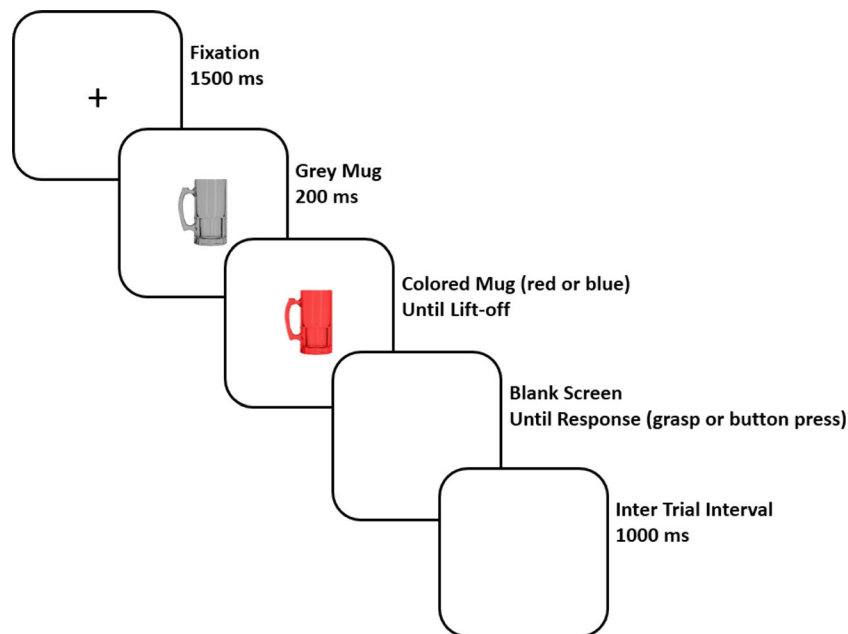 Fixation
1500 ms
Grey Mug
200 ms
Colored Mug (red or blue)
Until Lift-off
Blank Screen
Until Response (grasp or button press)
Inter Trial Interval
1000 ms